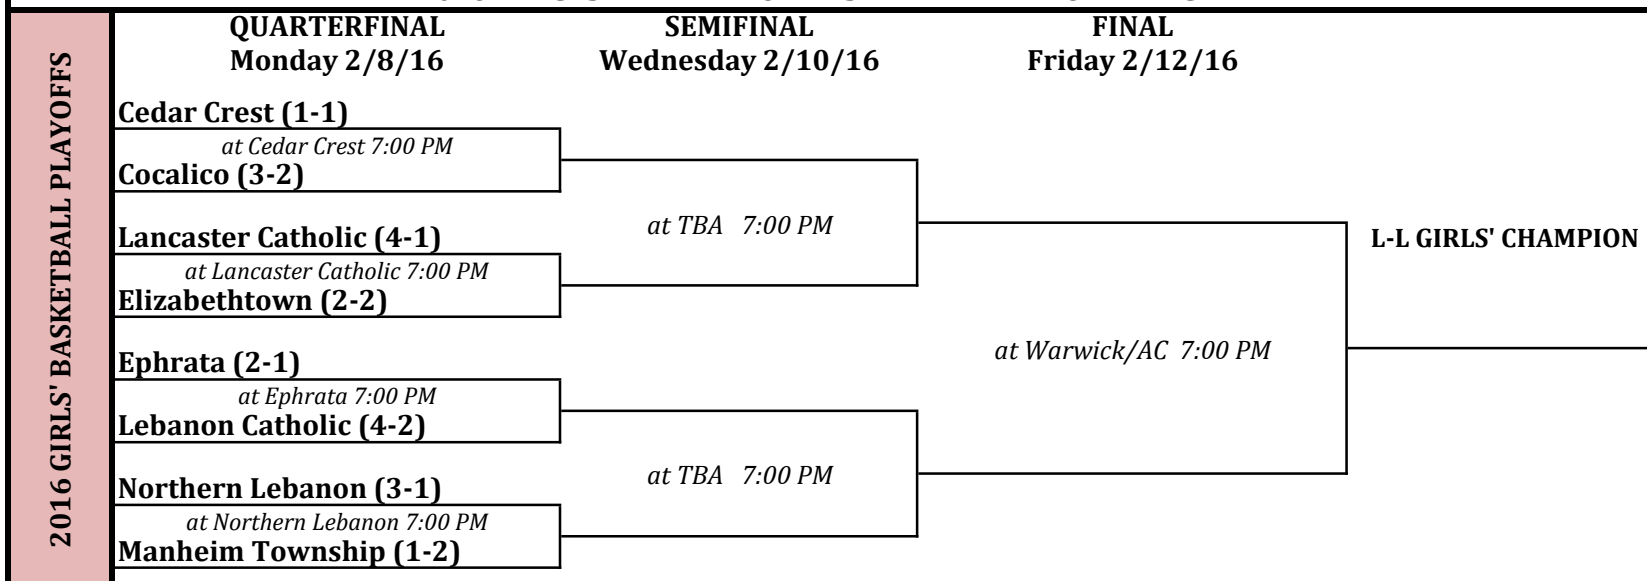 QUARTERFINAL
Monday 2/8/16
SEMIFINAL
Wednesday 2/10/16
FINAL
Friday 2/12/16
2016 GIRLS' BASKETBALL PLAYOFFS
Cedar Crest (1-1)
at Cedar Crest 7:00 PM
Cocalico (3-2)
Lancaster Catholic (4-1)
at Lancaster Catholic 7:00 PM
Elizabethtown (2-2)
Ephrata (2-1)
at Ephrata 7:00 PM
Lebanon Catholic (4-2)
Northern Lebanon (3-1)
at Northern Lebanon 7:00 PM
Manheim Township (1-2)
at TBA 7:00 PM
at TBA 7:00 PM
at Warwick/AC 7:00 PM
L-L GIRLS' CHAMPION